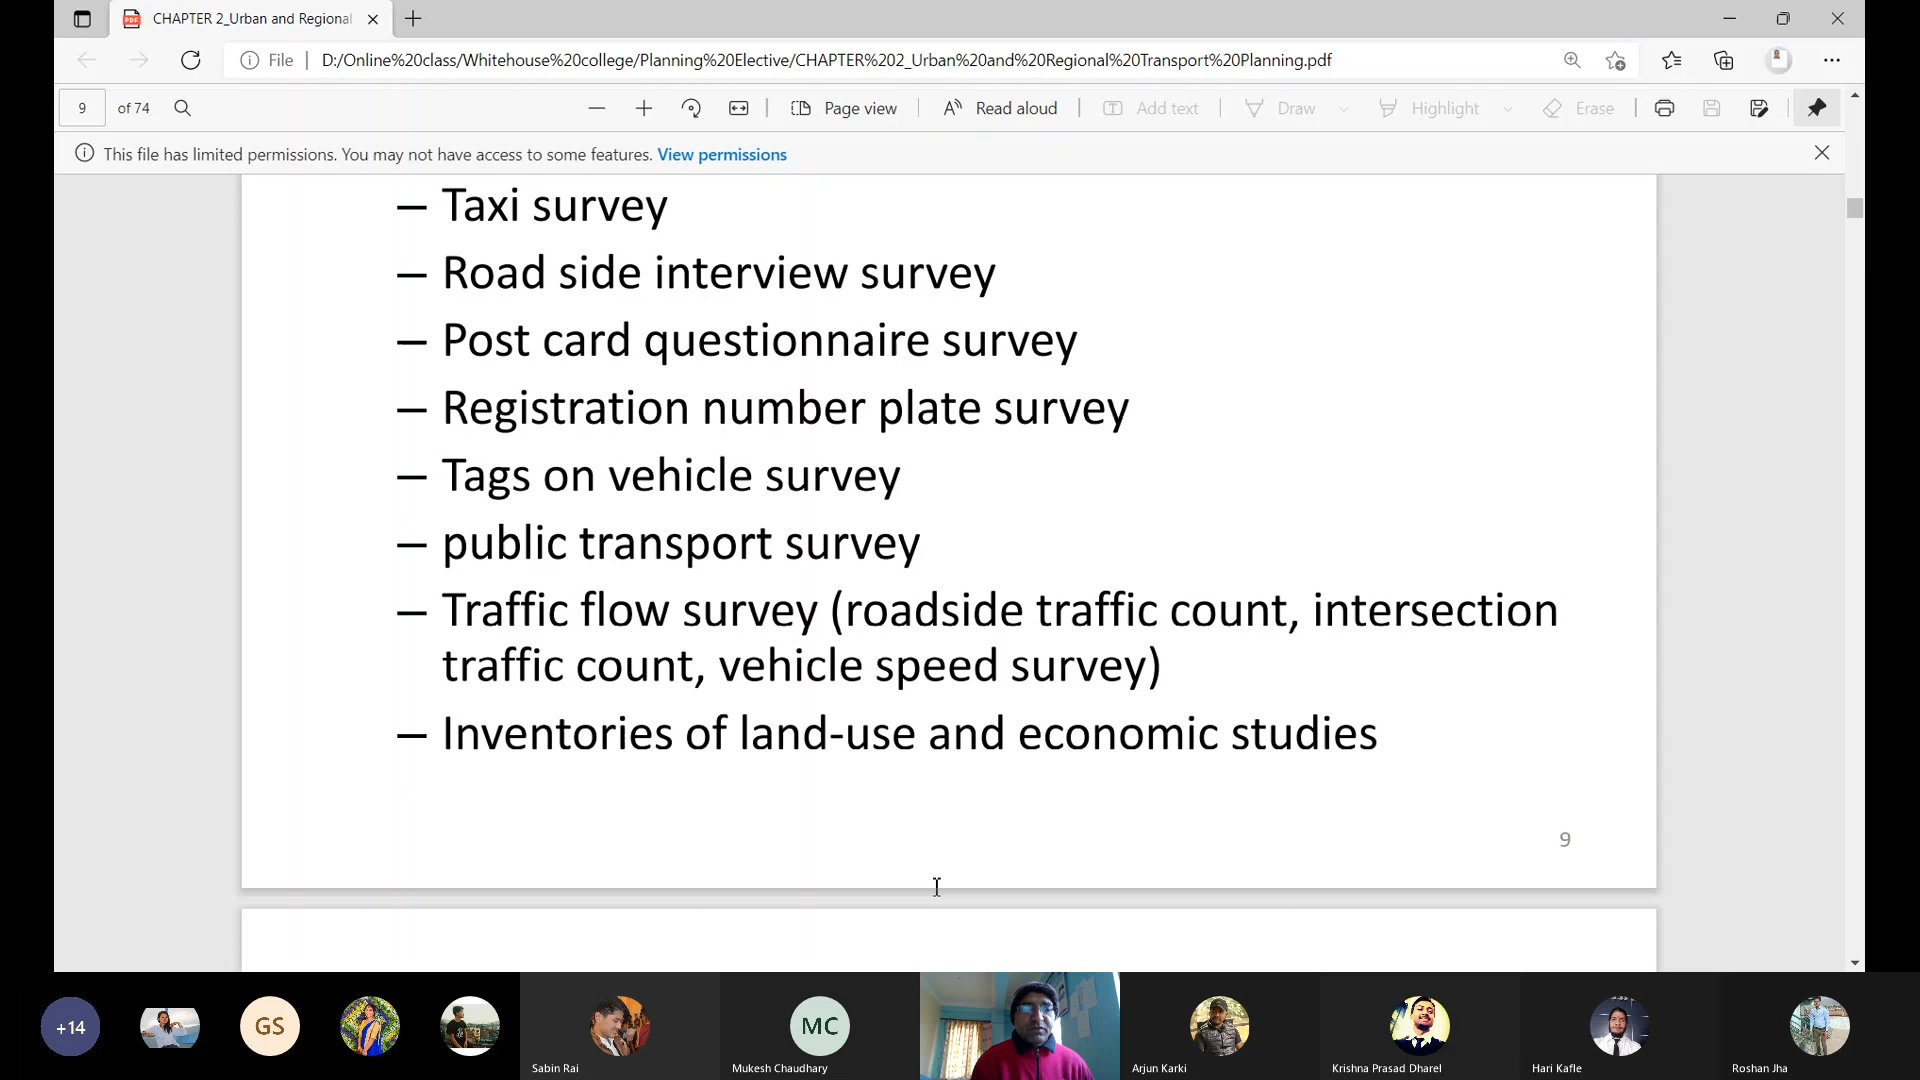 CHAPTER 2_Urban and Regional
File
D:/Online%20class/Whitehouse%20college/Planning%20Elective/CHAPTER%202_Urban%20and%20Regional%20Transport%20Planning.pdf
9 of 74
Page view
Read aloud
Add text
Draw
Highlight
Erase
This file has limited permissions. You may not have access to some features. View permissions
– Taxi survey
– Road side interview survey
– Post card questionnaire survey
– Registration number plate survey
– Tags on vehicle survey
– public transport survey
– Traffic flow survey (roadside traffic count, intersection
traffic count, vehicle speed survey)
– Inventories of land-use and economic studies
9
+14
GS
MC
Sabin Rai
Mukesh Chaudhary
Arjun Karki
Krishna Prasad Dharel
Hari Kafle
Roshan Jha